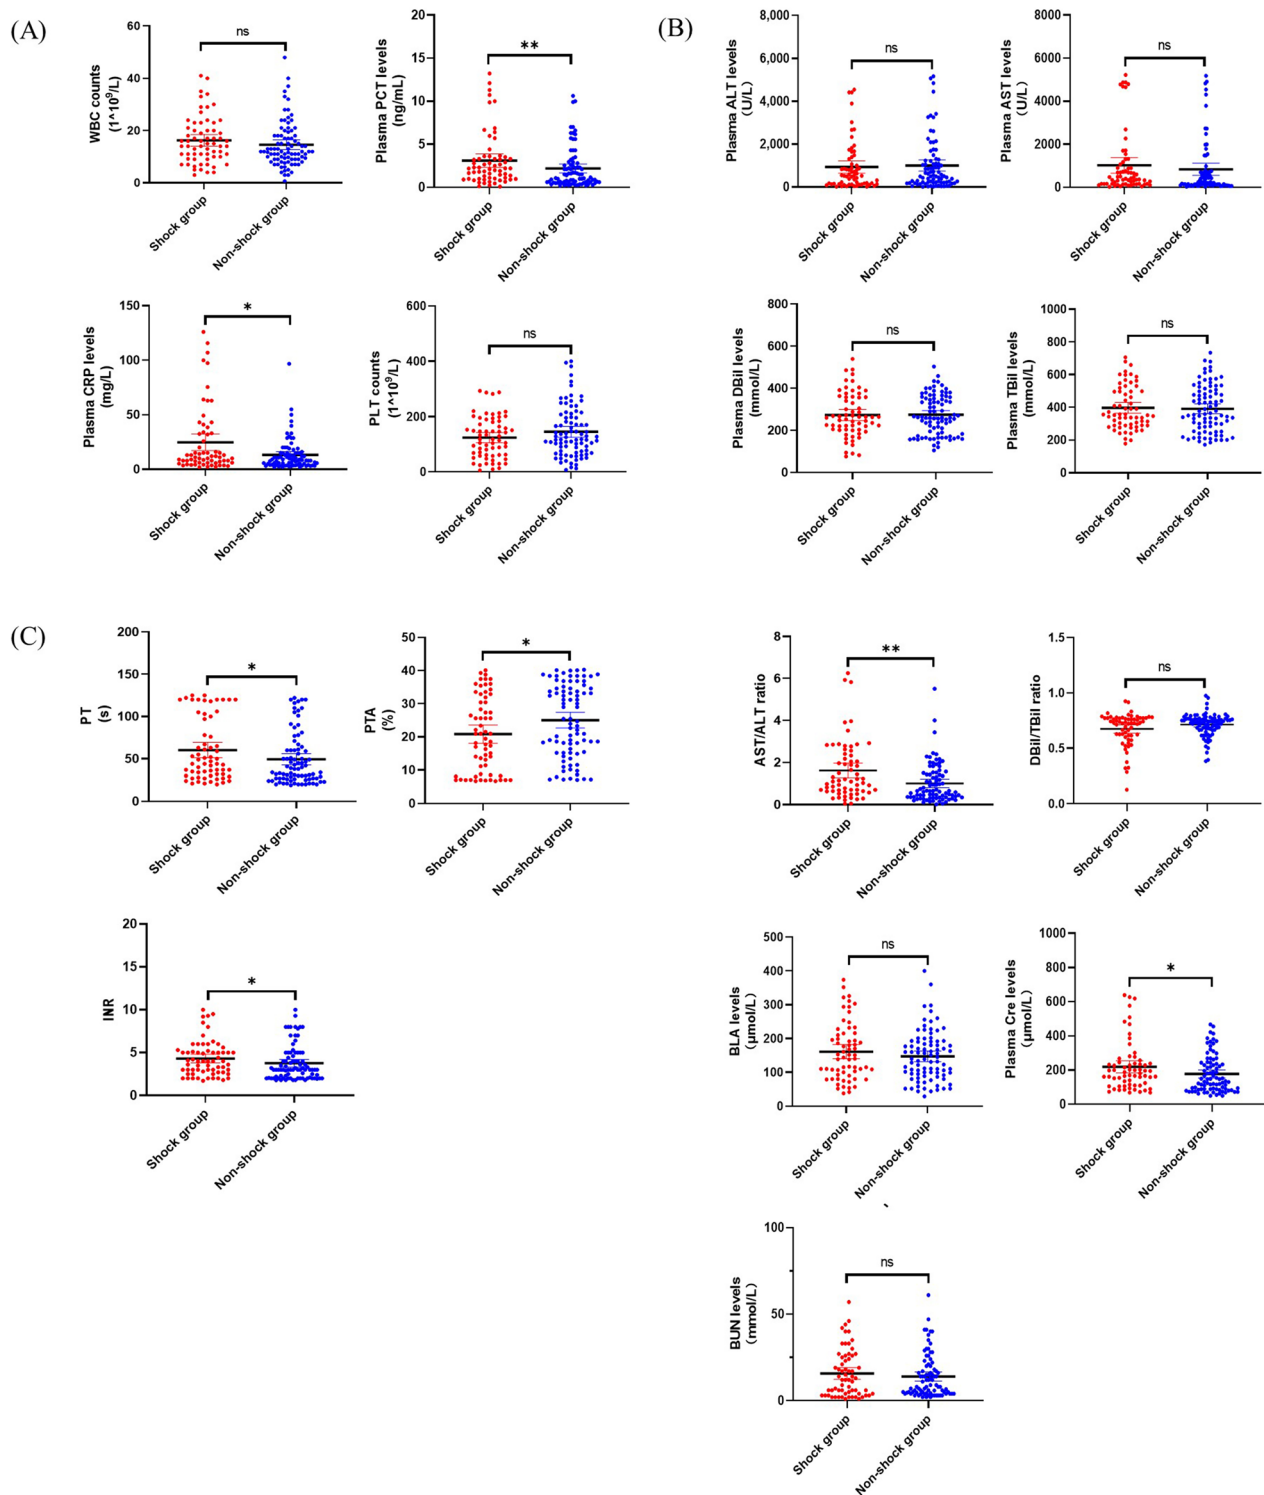 (A)
WBC counts
(1^10⁹/L)
60
40
20
0
ns
Shock group
Non-shock group
Plasma PCT levels
(ng/mL)
20
15
10
5
0
**
Shock group
Non-shock group
Plasma CRP levels
(mg/L)
150
100
50
0
*
Shock group
Non-shock group
PLT counts
(1^10⁹/L)
600
400
200
0
ns
Shock group
Non-shock group
(B)
Plasma ALT levels
(U/L)
8,000
6,000
4,000
2,000
0
ns
Shock group
Non-shock group
Plasma AST levels
(U/L)
8000
6000
4000
2000
0
ns
Shock group
Non-shock group
Plasma DBil levels
(mmol/L)
800
600
400
200
0
ns
Shock group
Non-shock group
Plasma TBil levels
(mmol/L)
1000
800
600
400
200
0
ns
Shock group
Non-shock group
(C)
PT
(s)
200
150
100
50
0
*
Shock group
Non-shock group
PTA
(%)
50
40
30
20
10
0
*
Shock group
Non-shock group
INR
20
15
10
5
0
*
Shock group
Non-shock group
AST/ALT ratio
8
6
4
2
0
**
Shock group
Non-shock group
DBil/TBil ratio
1.5
1.0
0.5
0.0
ns
Shock group
Non-shock group
BLA levels
(μmol/L)
500
400
300
200
100
0
ns
Shock group
Non-shock group
Plasma Cre levels
(μmol/L)
1000
800
600
400
200
0
*
Shock group
Non-shock group
BUN levels
(mmol/L)
100
50
0
ns
Shock group
Non-shock group